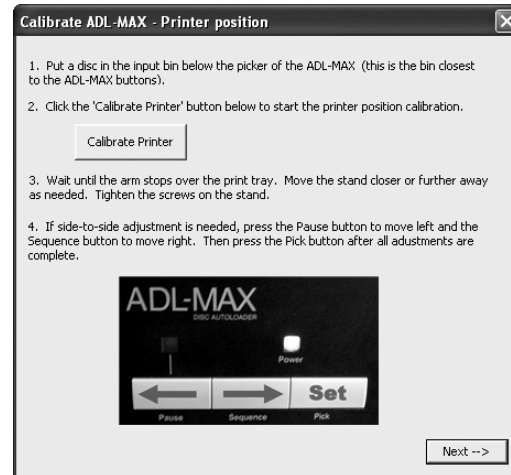 Calibrate ADL-MAX - Printer position
1. Put a disc in the input bin below the picker of the ADL-MAX (this is the bin closest
to the ADL-MAX buttons).
2. Click the 'Calibrate Printer' button below to start the printer position calibration.
Calibrate Printer
3. Wait until the arm stops over the print tray. Move the stand closer or further away
as needed. Tighten the screws on the stand.
4. If side-to-side adjustment is needed, press the Pause button to move left and the
Sequence button to move right. Then press the Pick button after all adustments are
complete.
ADL-MAX
DISC AUTOLOADER
Power
Set
Pause Sequence Pick
Next -->